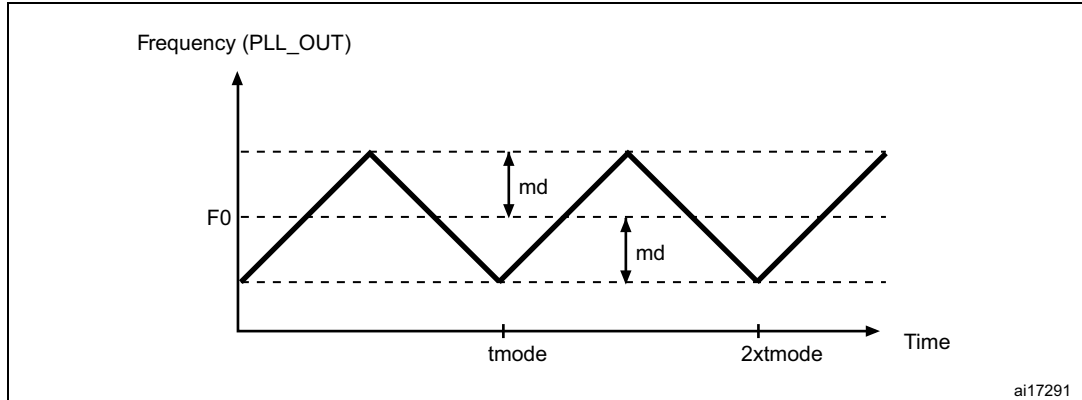 Frequency (PLL_OUT)
md
F0
md
tmode
2xtmode
Time
ai17291